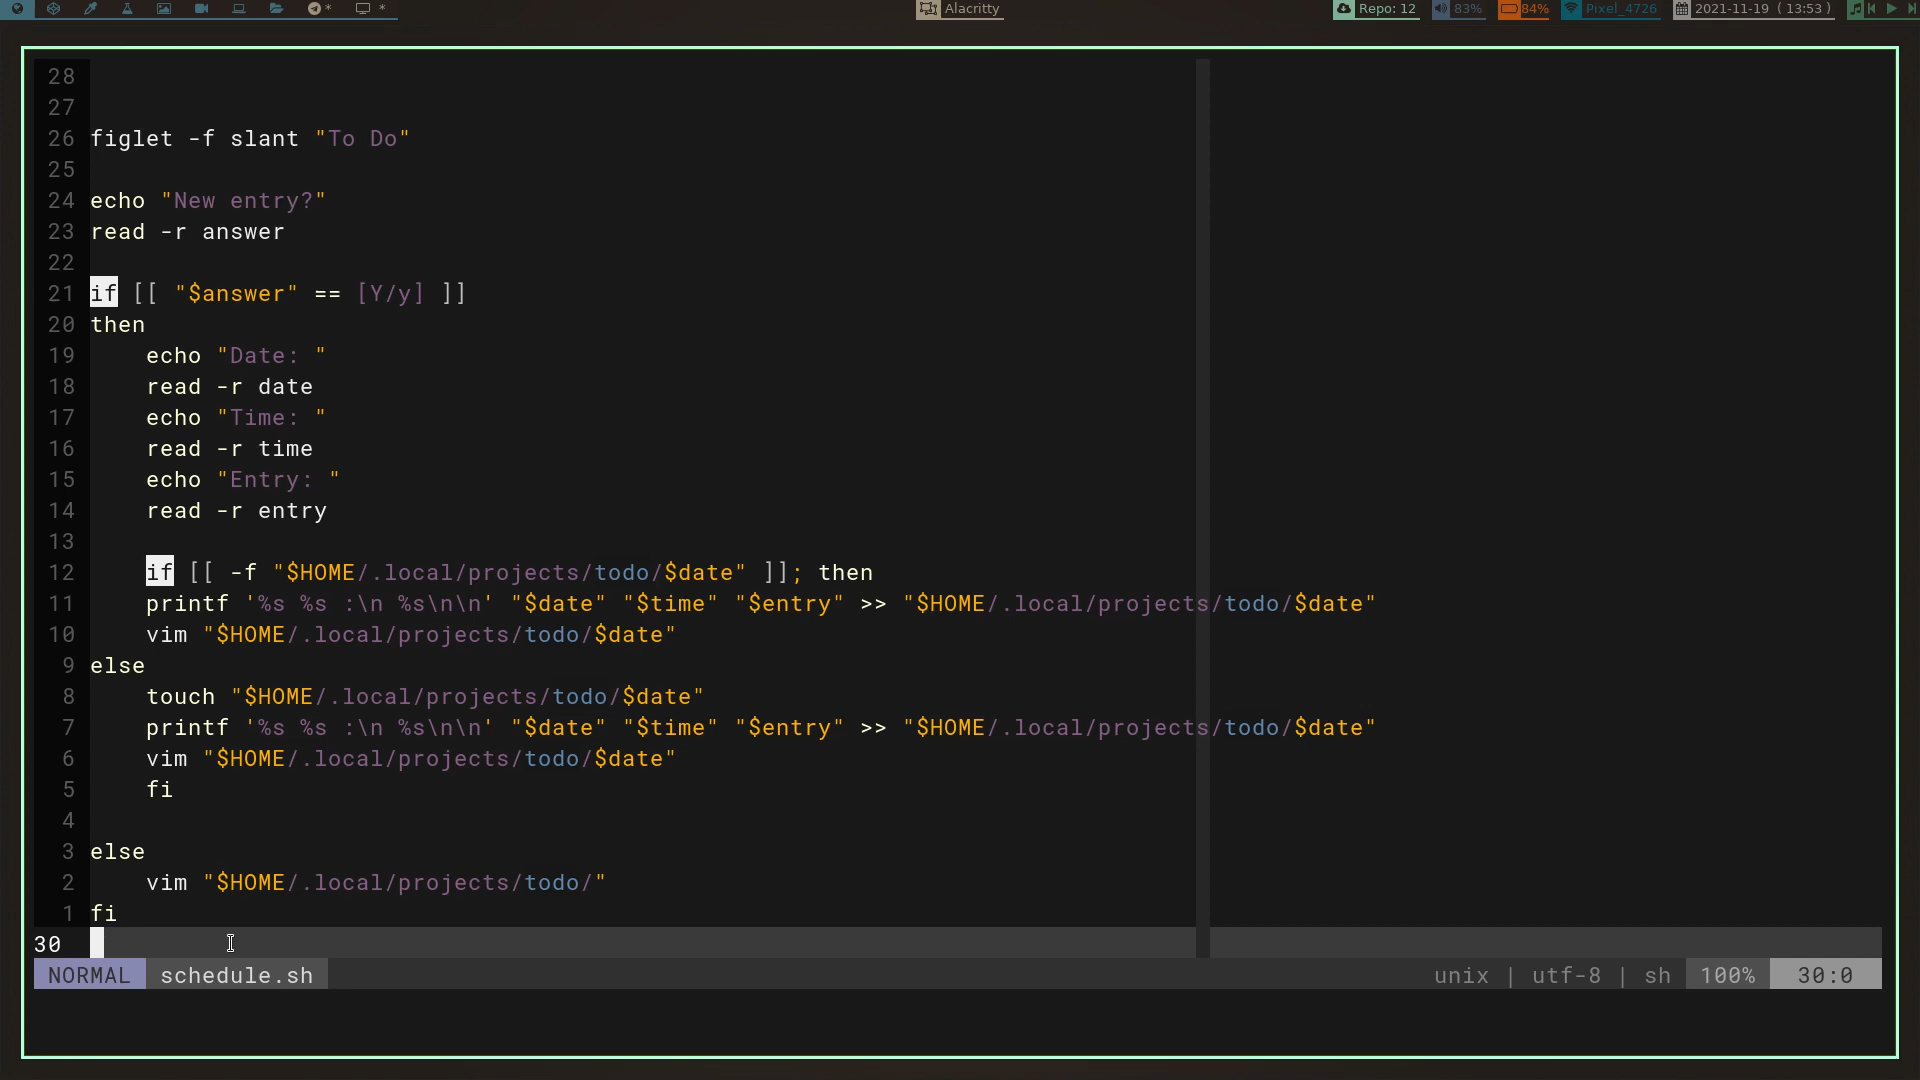 Alacritty
Repo: 12
83%
84%
Pixel_4726
2021-11-19 ( 13:53 )
28
27
26 figlet -f slant "To Do"
25
24 echo "New entry?"
23 read -r answer
22
21 if [[ "$answer" == [Y/y] ]]
20 then
19     echo "Date: "
18     read -r date
17     echo "Time: "
16     read -r time
15     echo "Entry: "
14     read -r entry
13
12     if [[ -f "$HOME/.local/projects/todo/$date" ]]; then
11     printf '%s %s :\n %s\n\n' "$date" "$time" "$entry" >> "$HOME/.local/projects/todo/$date"
10     vim "$HOME/.local/projects/todo/$date"
9 else
8     touch "$HOME/.local/projects/todo/$date"
7     printf '%s %s :\n %s\n\n' "$date" "$time" "$entry" >> "$HOME/.local/projects/todo/$date"
6     vim "$HOME/.local/projects/todo/$date"
5     fi
4
3 else
2     vim "$HOME/.local/projects/todo/"
1 fi
30
NORMAL schedule.sh unix | utf-8 | sh 100% 30:0